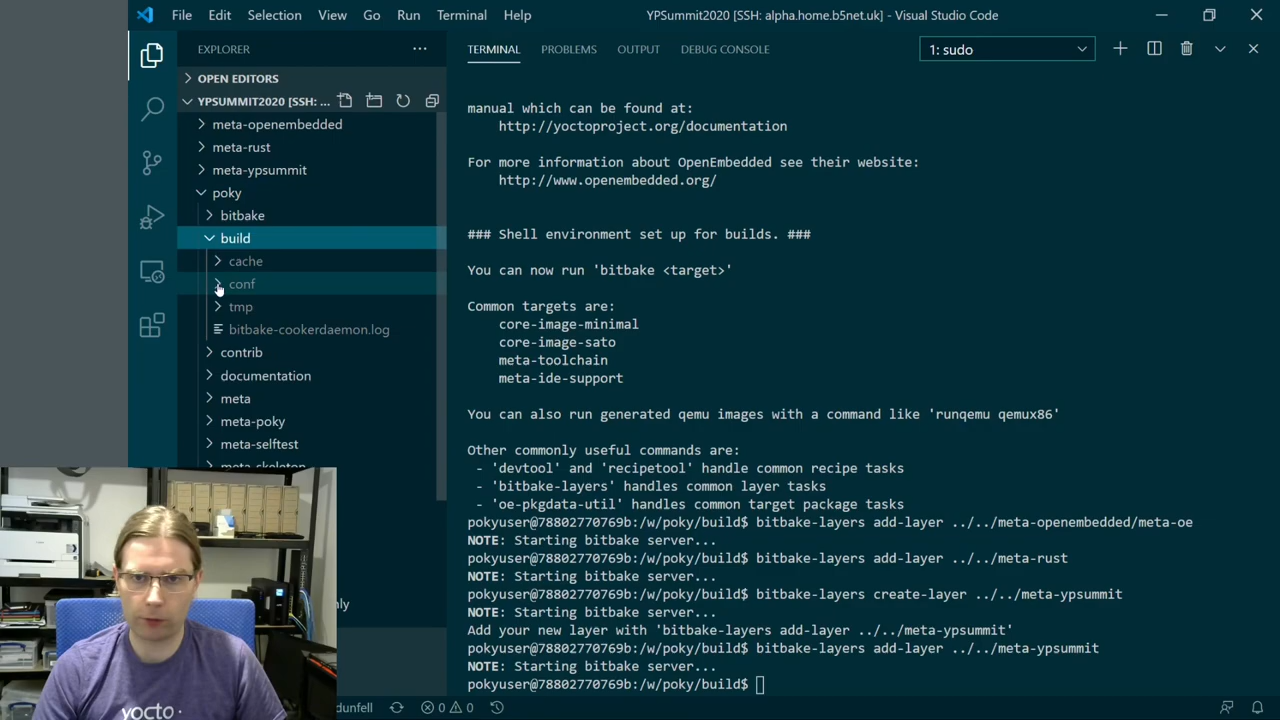 File Edit Selection View Go Run Terminal Help
YPSummit2020 [SSH: alpha.home.b5net.uk] - Visual Studio Code
EXPLORER
OPEN EDITORS
YPSUMMIT2020 [SSH: ...
meta-openembedded
meta-rust
meta-ypsummit
poky
bitbake
build
cache
conf
tmp
bitbake-cookerdaemon.log
contrib
documentation
meta
meta-poky
meta-selftest
meta-skeleton
TERMINAL PROBLEMS OUTPUT DEBUG CONSOLE
1: sudo
manual which can be found at:
http://yoctoproject.org/documentation
For more information about OpenEmbedded see their website:
http://www.openembedded.org/
### Shell environment set up for builds. ###
You can now run 'bitbake <target>'
Common targets are:
core-image-minimal
core-image-sato
meta-toolchain
meta-ide-support
You can also run generated qemu images with a command like 'runqemu qemux86'
Other commonly useful commands are:
- 'devtool' and 'recipetool' handle common recipe tasks
- 'bitbake-layers' handles common layer tasks
- 'oe-pkgdata-util' handles common target package tasks
pokyuser@78802770769b:/w/poky/build$ bitbake-layers add-layer ../../meta-openembedded/meta-oe
NOTE: Starting bitbake server...
pokyuser@78802770769b:/w/poky/build$ bitbake-layers add-layer ../../meta-rust
NOTE: Starting bitbake server...
pokyuser@78802770769b:/w/poky/build$ bitbake-layers create-layer ../../meta-ypsummit
NOTE: Starting bitbake server...
Add your new layer with 'bitbake-layers add-layer ../../meta-ypsummit'
pokyuser@78802770769b:/w/poky/build$ bitbake-layers add-layer ../../meta-ypsummit
NOTE: Starting bitbake server...
pokyuser@78802770769b:/w/poky/build$
nly
dunfell
0 0
yocto